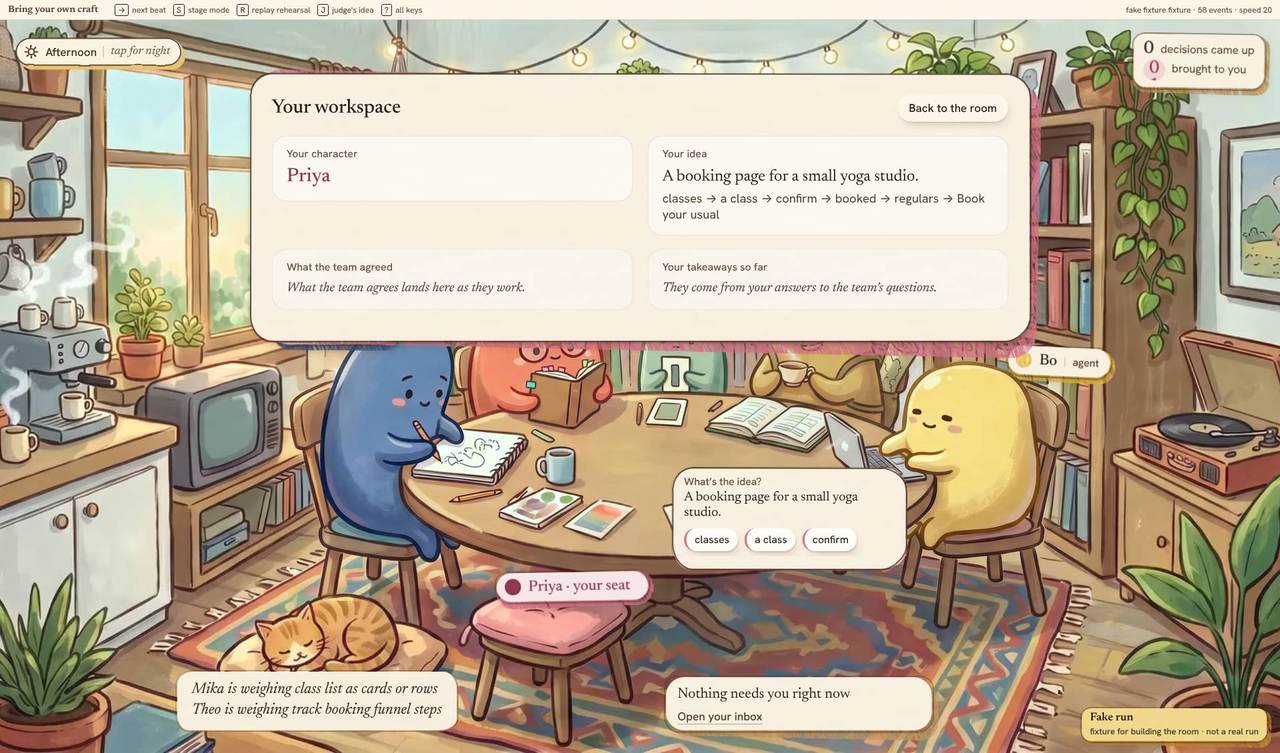 Bring your own craft
→ next beat S stage mode R replay rehearsal J judge's idea ? all keys
fake fixture fixture · 58 events · speed 20
Afternoon tap for night
0 decisions came up
0 brought to you
Your workspace
Back to the room
Your character
Priya
Your idea
A booking page for a small yoga studio.
classes → a class → confirm → booked → regulars → Book
your usual
What the team agreed
What the team agrees lands here as they work.
Your takeaways so far
They come from your answers to the team's questions.
Bo agent
What's the idea?
A booking page for a small yoga
studio.
classes a class confirm
Priya · your seat
Mika is weighing class list as cards or rows
Theo is weighing track booking funnel steps
Nothing needs you right now
Open your inbox
Fake run
fixture for building the room · not a real run